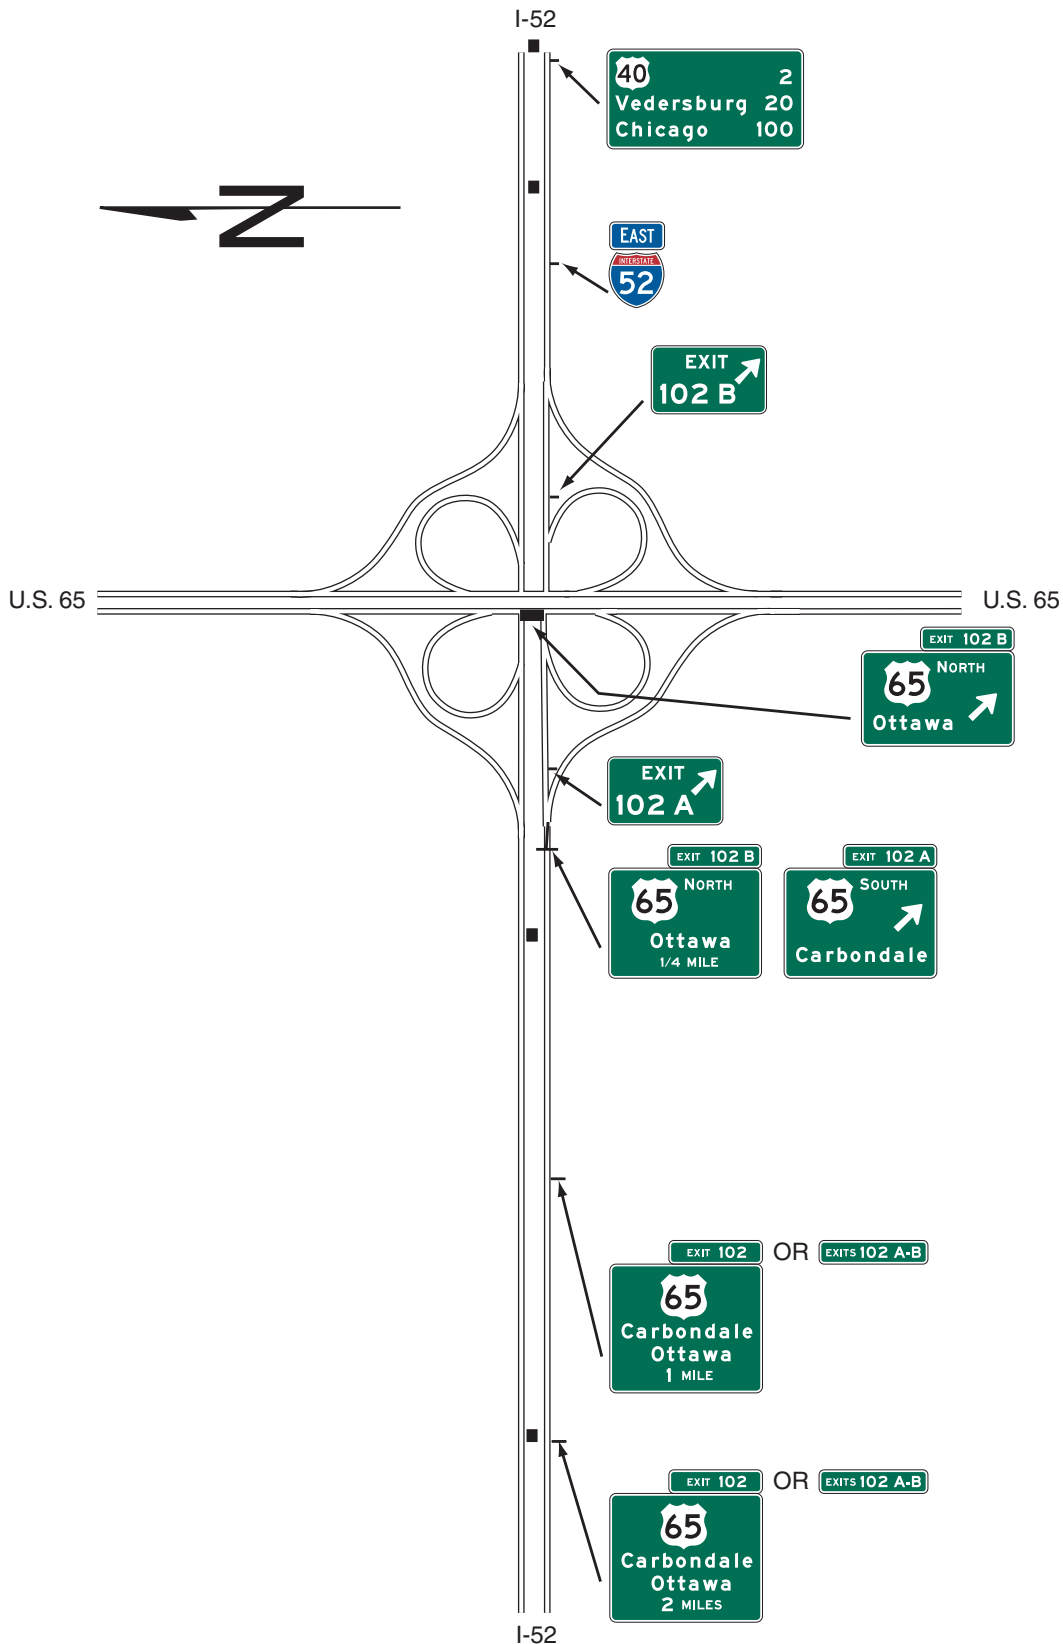 I-52
40 2
Vedersburg 20
Chicago 100
N
EAST
INTERSTATE
52
EXIT
102 B
U.S. 65
U.S. 65
EXIT 102 B
65 NORTH
Ottawa
EXIT
102 A
EXIT 102 B
65 NORTH
Ottawa
1/4 MILE
EXIT 102 A
65 SOUTH
Carbondale
EXIT 102 OR EXITS 102 A-B
65
Carbondale
Ottawa
1 MILE
EXIT 102 OR EXITS 102 A-B
65
Carbondale
Ottawa
2 MILES
I-52